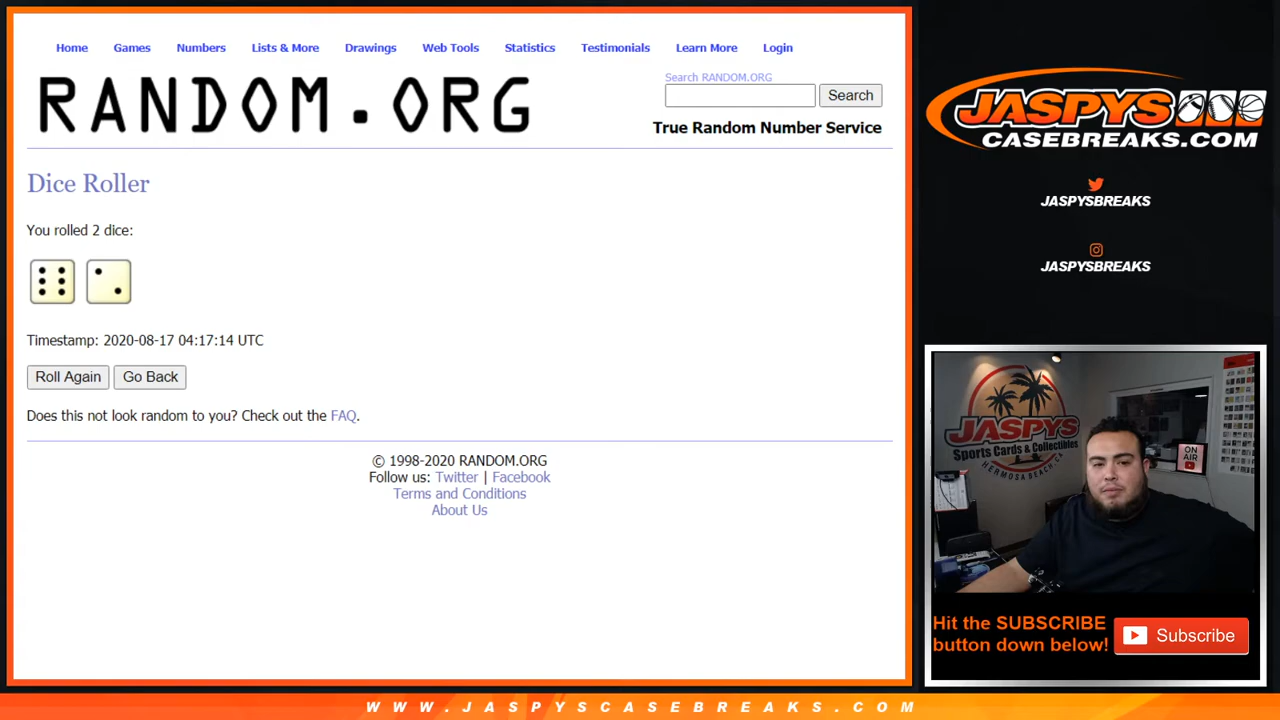 Home Games Numbers Lists & More Drawings Web Tools Statistics Testimonials Learn More Login
RANDOM.ORG
Search RANDOM.ORG
Search
True Random Number Service
Dice Roller
You rolled 2 dice:
Timestamp: 2020-08-17 04:17:14 UTC
Roll Again Go Back
Does this not look random to you? Check out the FAQ.
© 1998-2020 RANDOM.ORG
Follow us: Twitter | Facebook
Terms and Conditions
About Us
JASPYS
CASEBREAKS.COM
JASPYSBREAKS
JASPYSBREAKS
JASPYS
Sports Cards & Collectibles
HERMOSA BEACH, CA
ON
AIR
Hit the SUBSCRIBE
button down below!
Subscribe
WWW.JASPYSCASEBREAKS.COM